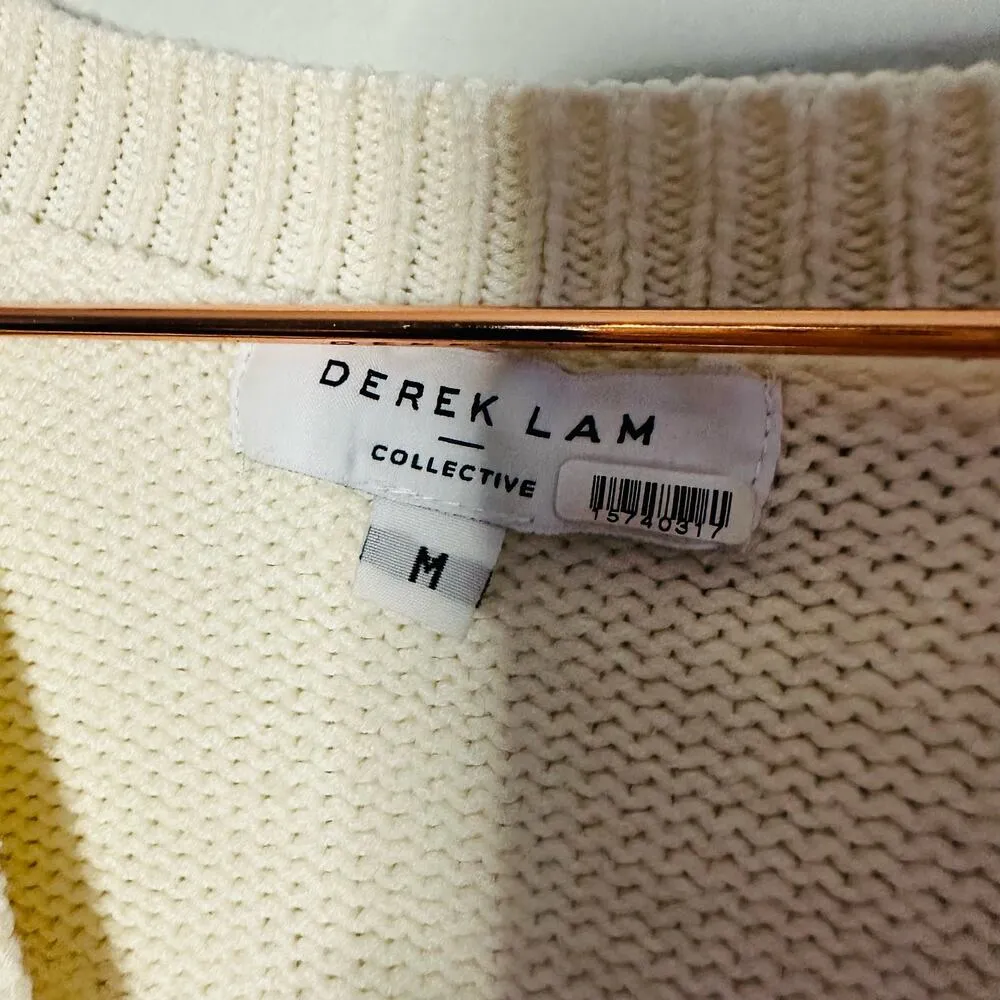 DEREK LAM
COLLECTIVE
15740317
M